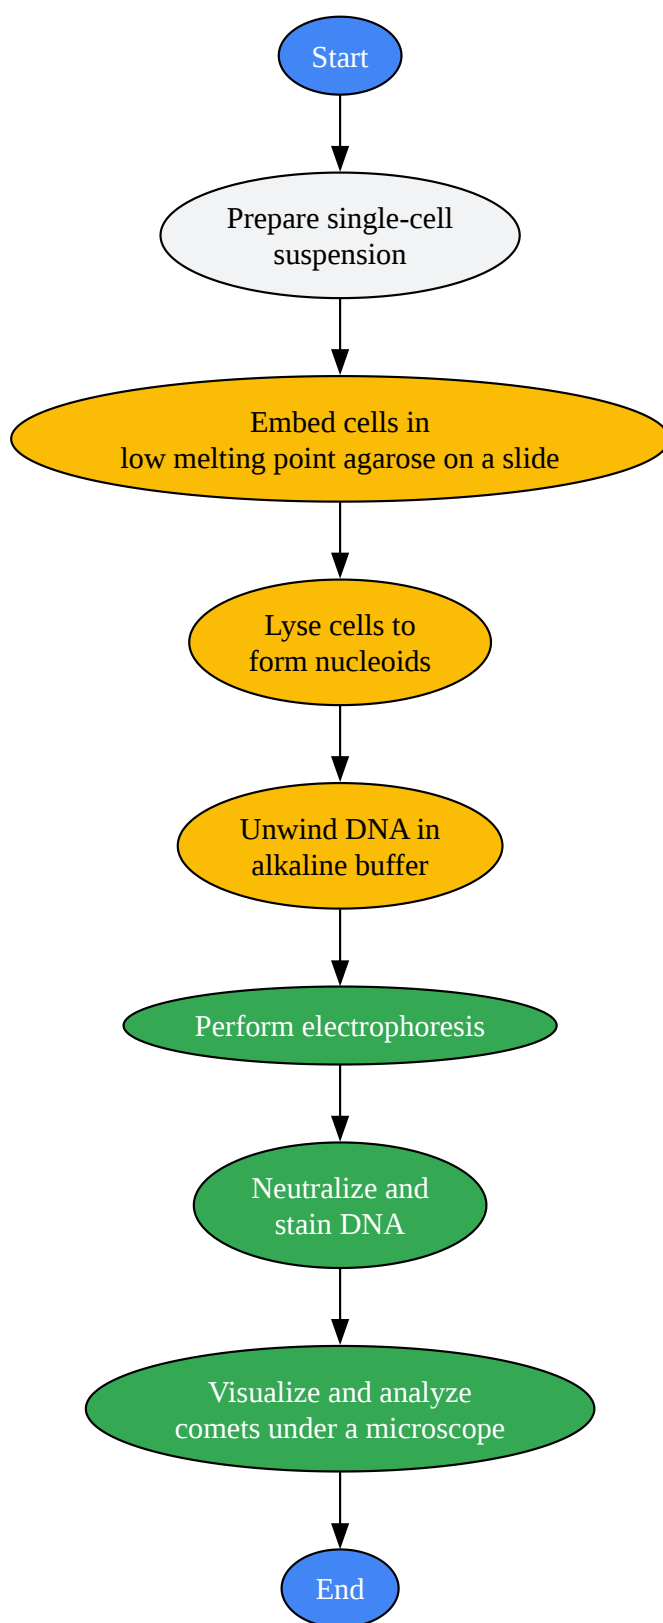 Start
Prepare single-cell
suspension
Embed cells in
low melting point agarose on a slide
Lyse cells to
form nucleoids
Unwind DNA in
alkaline buffer
Perform electrophoresis
Neutralize and
stain DNA
Visualize and analyze
comets under a microscope
End